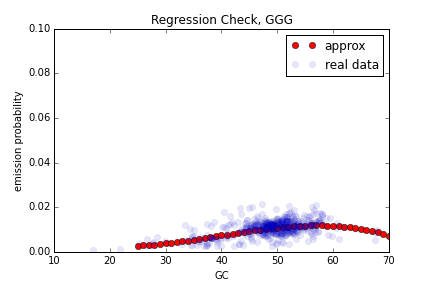 Regression Check, GGG
0.10
0.08
0.06
0.04
0.02
0.00
emission probability
approx
real data
10 20 30 40 50 60 70
GC